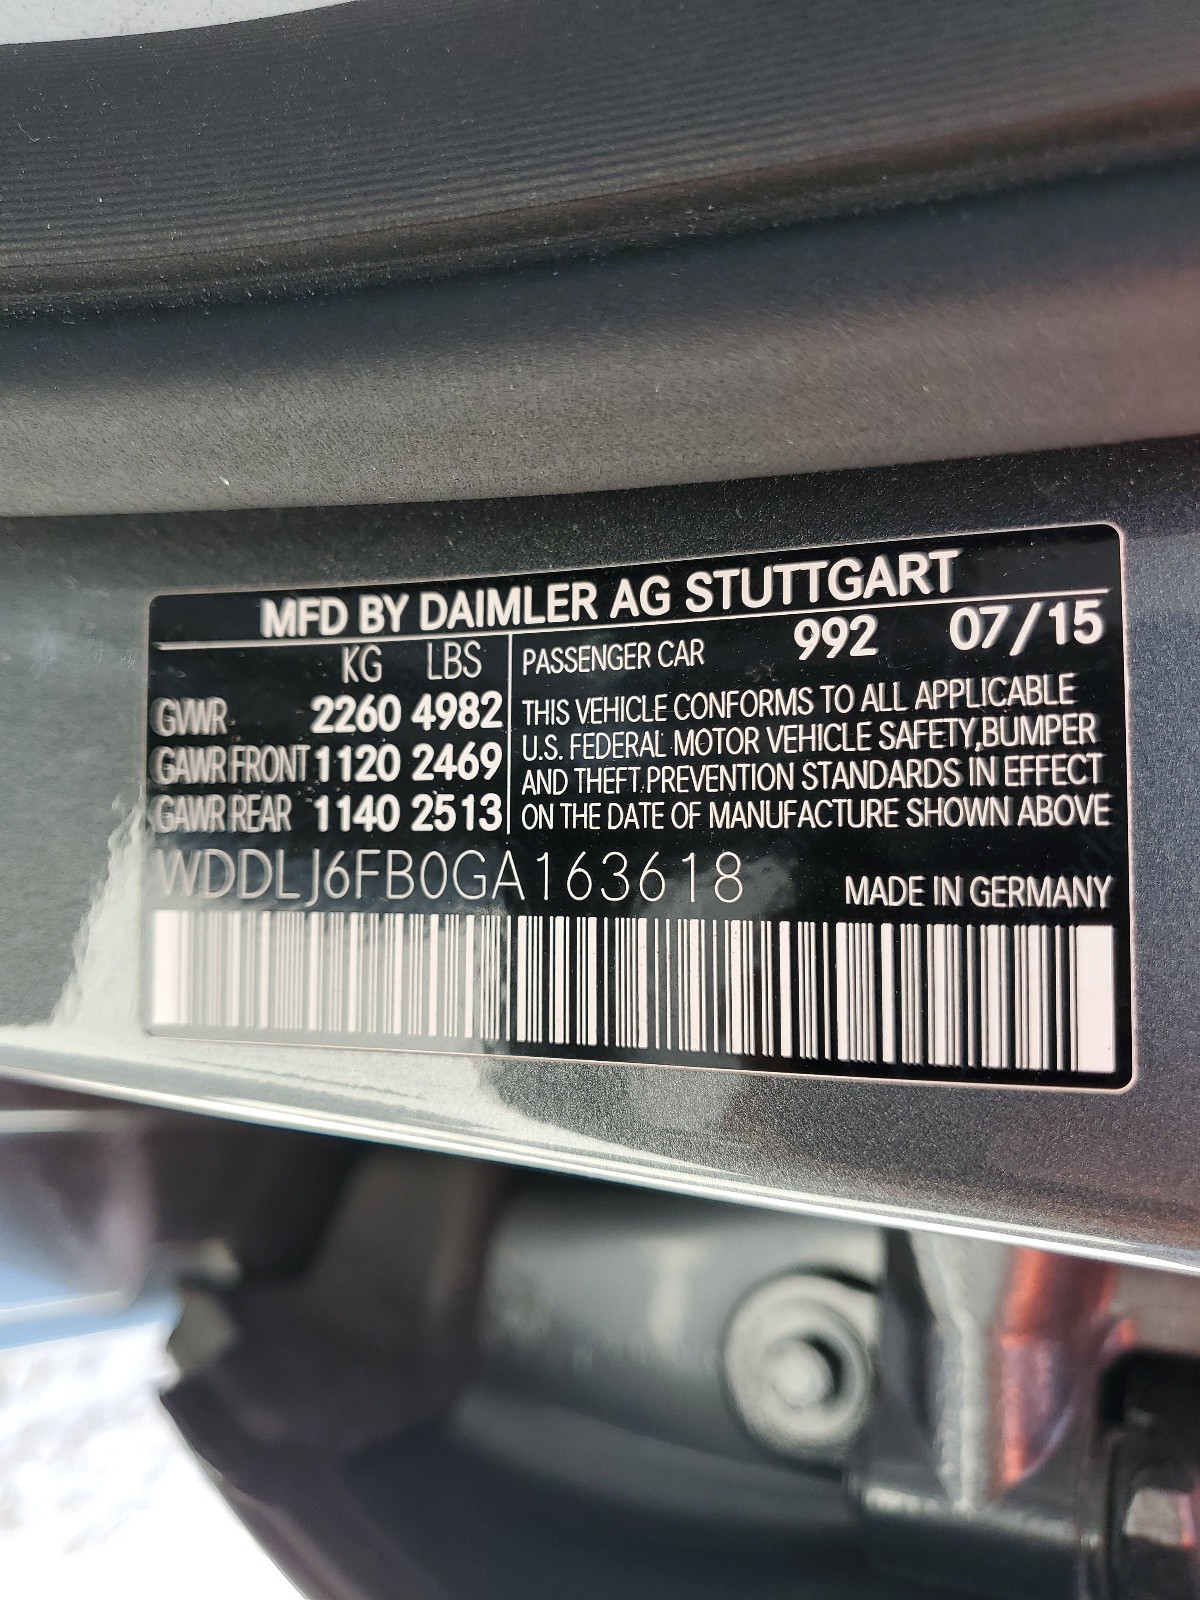 MFD BY DAIMLER AG STUTTGART
KG LBS
GVWR 2260 4982
GAWR FRONT 1120 2469
GAWR REAR 1140 2513
PASSENGER CAR 992 07/15
THIS VEHICLE CONFORMS TO ALL APPLICABLE
U.S. FEDERAL MOTOR VEHICLE SAFETY, BUMPER
AND THEFT PREVENTION STANDARDS IN EFFECT
ON THE DATE OF MANUFACTURE SHOWN ABOVE
WDDLJ6FB0GA163618
MADE IN GERMANY